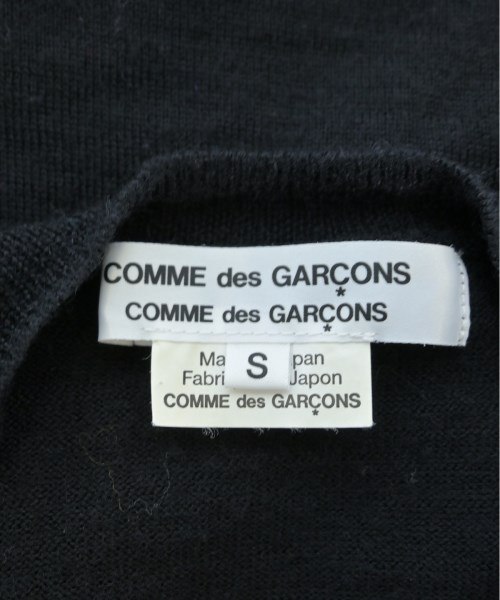 COMME des GARÇONS
COMME des GARÇONS
Ma pan
Fabri Japon
S
COMME des GARÇONS